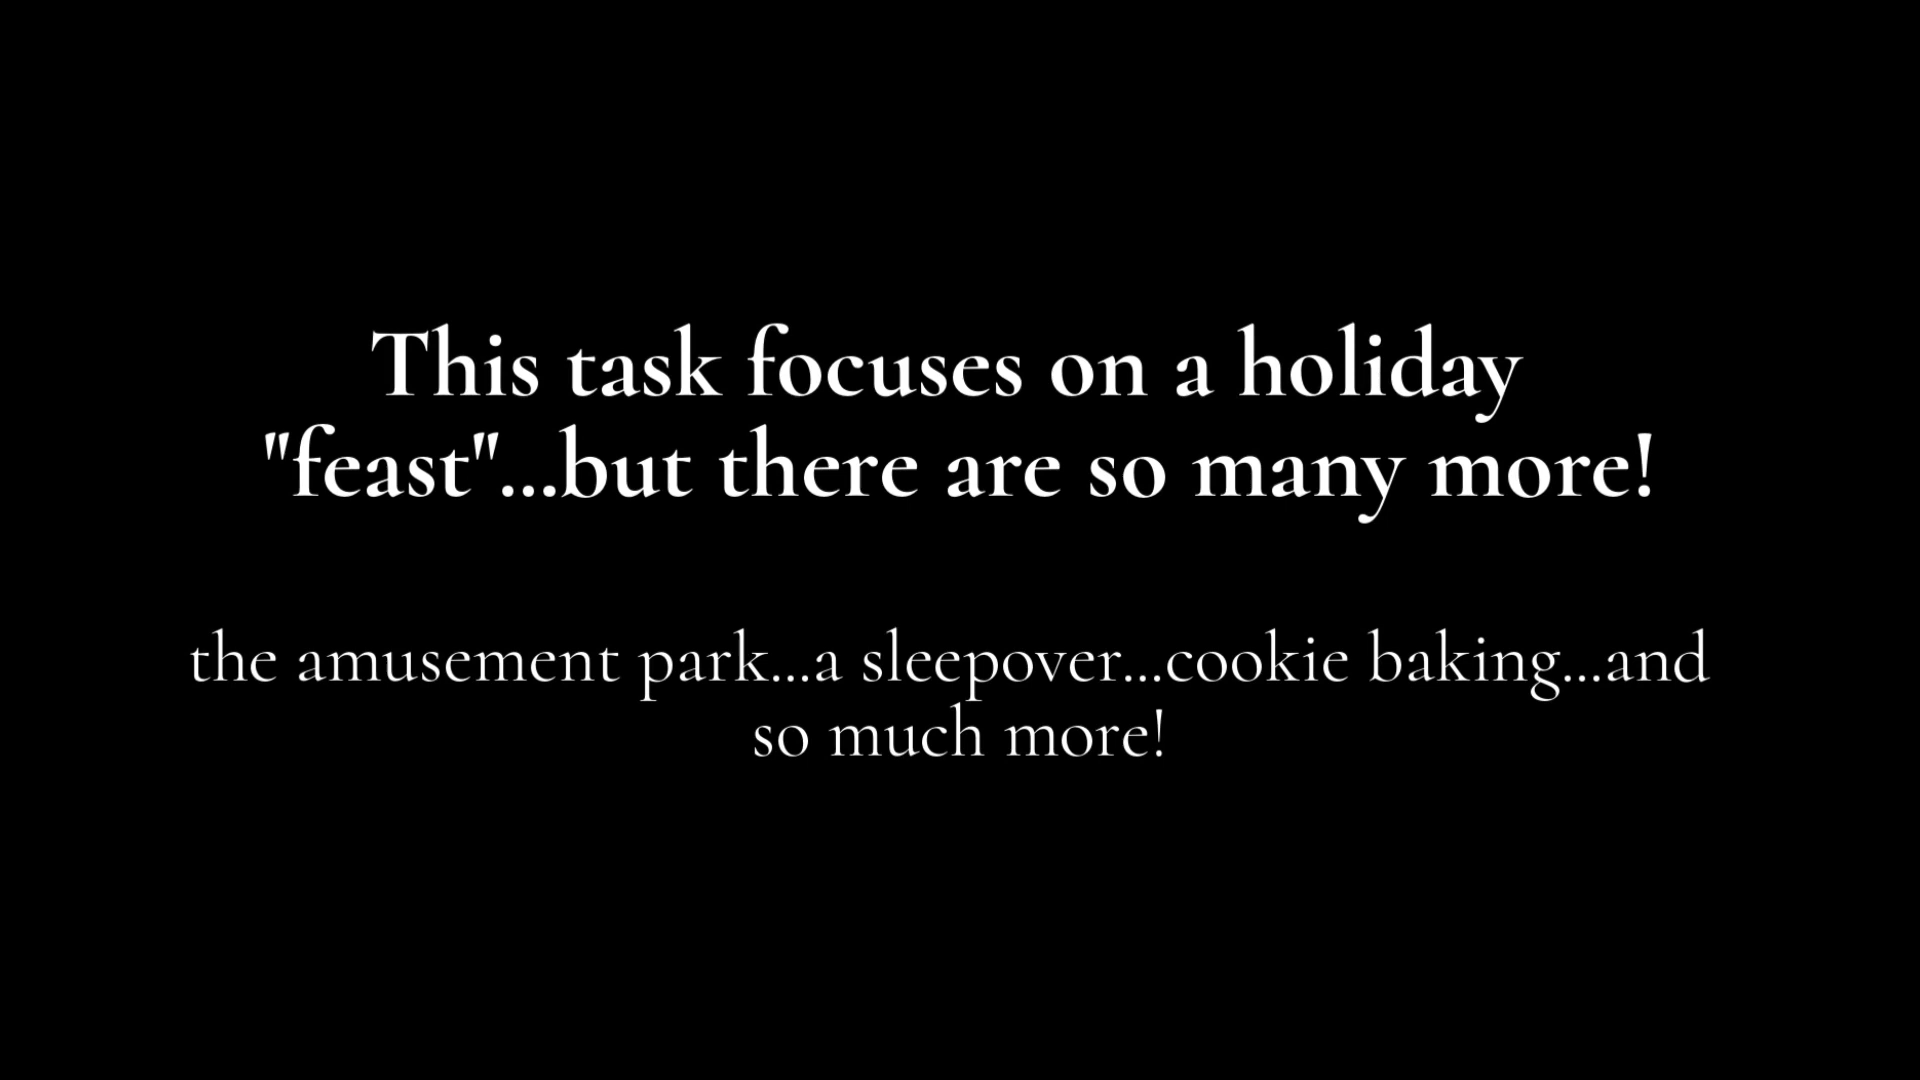 This task focuses on a holiday
"feast"...but there are so many more!
the amusement park...a sleepover...cookie baking...and
so much more!